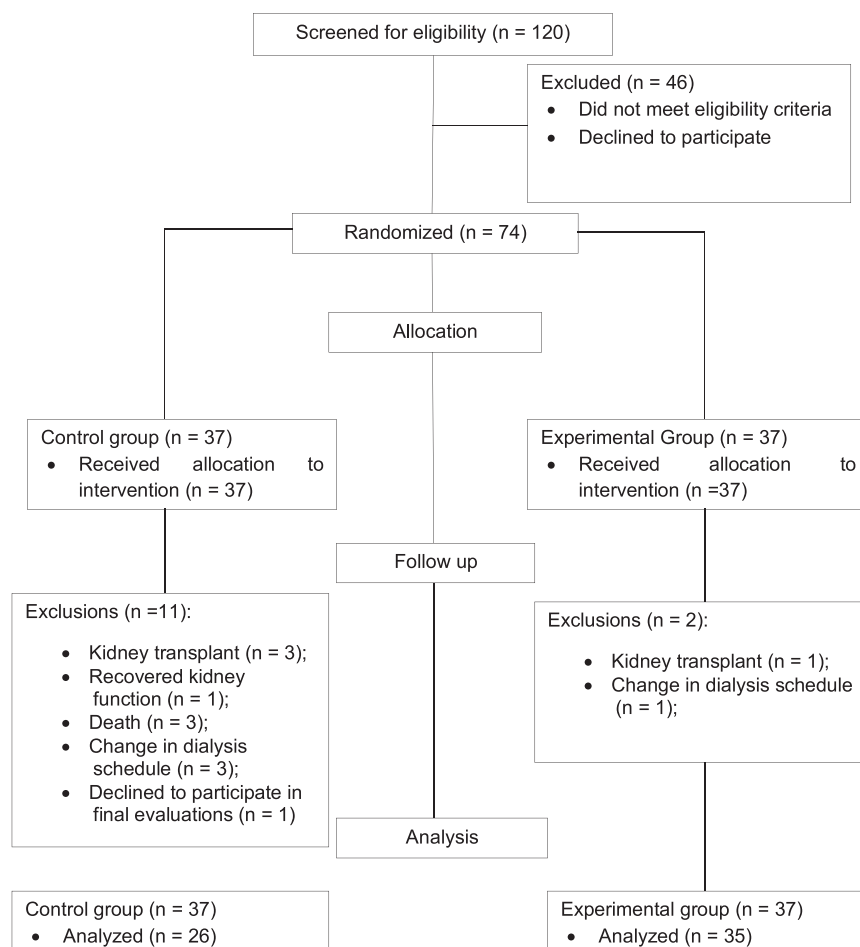 Screened for eligibility (n = 120)
Excluded (n = 46)
• Did not meet eligibility criteria
• Declined to participate
Randomized (n = 74)
Allocation
Control group (n = 37)
• Received allocation to
intervention (n = 37)
Experimental Group (n = 37)
• Received allocation to
intervention (n =37)
Follow up
Exclusions (n =11):
• Kidney transplant (n = 3);
• Recovered kidney
function (n = 1);
• Death (n = 3);
• Change in dialysis
schedule (n = 3);
• Declined to participate in
final evaluations (n = 1)
Exclusions (n = 2):
• Kidney transplant (n = 1);
• Change in dialysis schedule
(n = 1);
Analysis
Control group (n = 37)
• Analyzed (n = 26)
Experimental group (n = 37)
• Analyzed (n = 35)